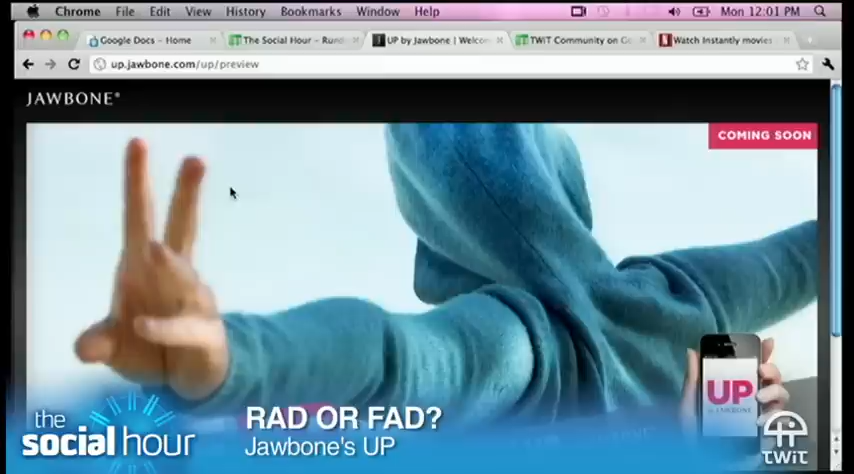 Chrome File Edit View History Bookmarks Window Help Mon 12:01 PM
Google Docs - Home
The Social Hour - Rund
UP by Jawbone | Welcom
TWiT Community on Go
Watch Instantly movies
up.jawbone.com/up/preview
JAWBONE®
COMING SOON
UP
the
social hour
RAD OR FAD?
Jawbone's UP
TWiT